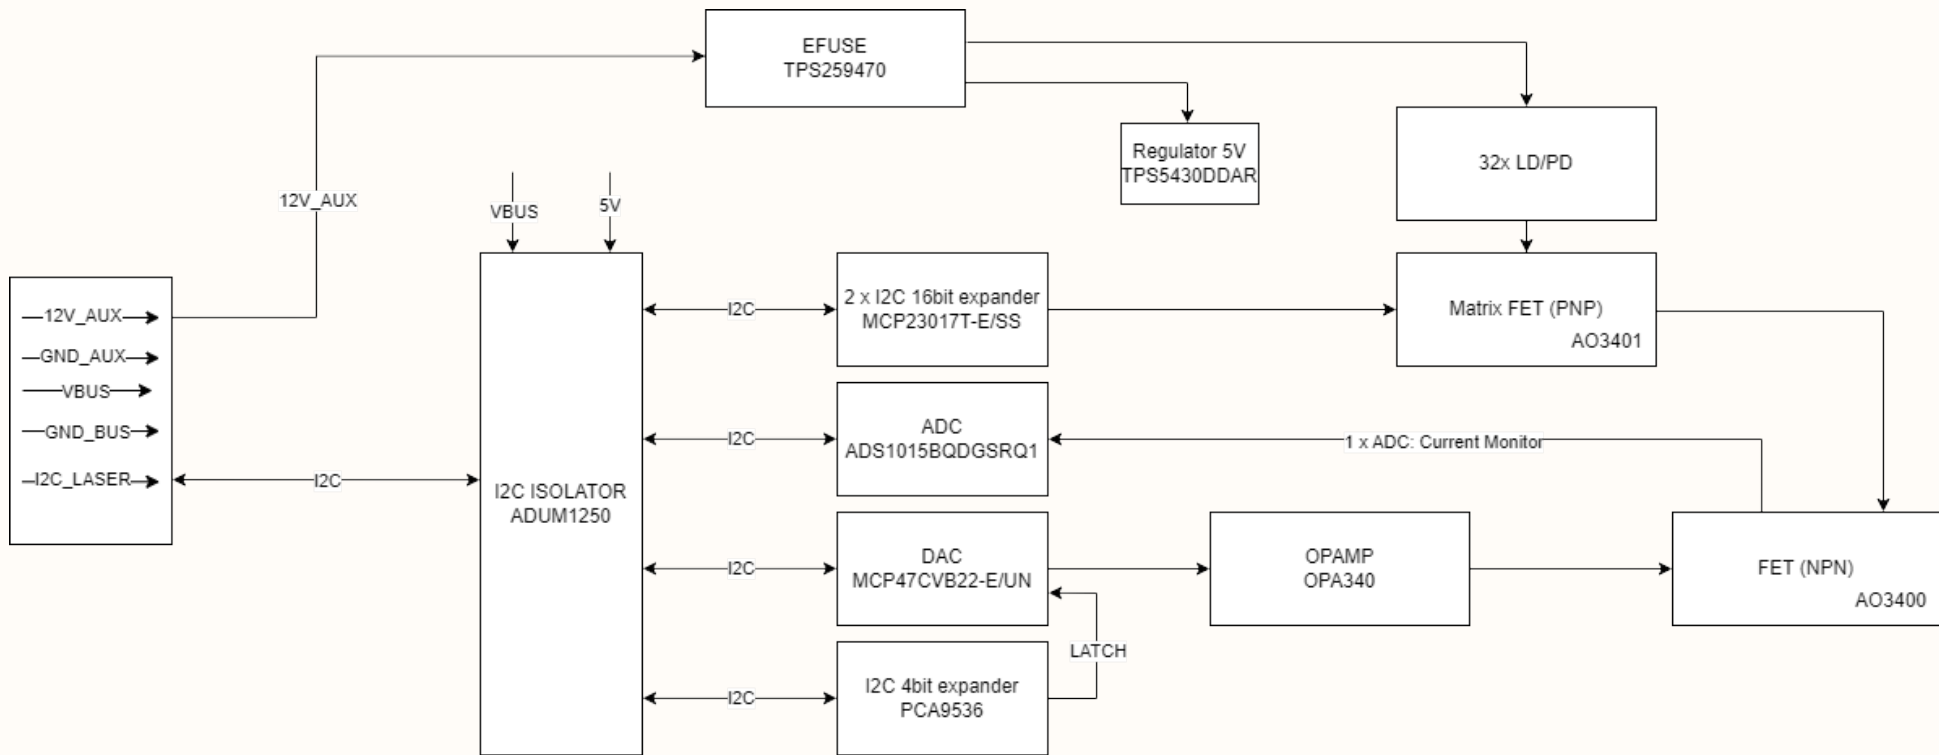 EFUSE
TPS259470
Regulator 5V
TPS5430DDAR
32x LD/PD
12V_AUX
VBUS
5V
12V_AUX
GND_AUX
VBUS
GND_BUS
I2C_LASER
I2C
I2C ISOLATOR
ADUM1250
I2C
2 x I2C 16bit expander
MCP23017T-E/SS
Matrix FET (PNP)
AO3401
I2C
ADC
ADS1015BQDGSRQ1
1 x ADC: Current Monitor
I2C
DAC
MCP47CVB22-E/UN
OPAMP
OPA340
FET (NPN)
AO3400
LATCH
I2C
I2C 4bit expander
PCA9536